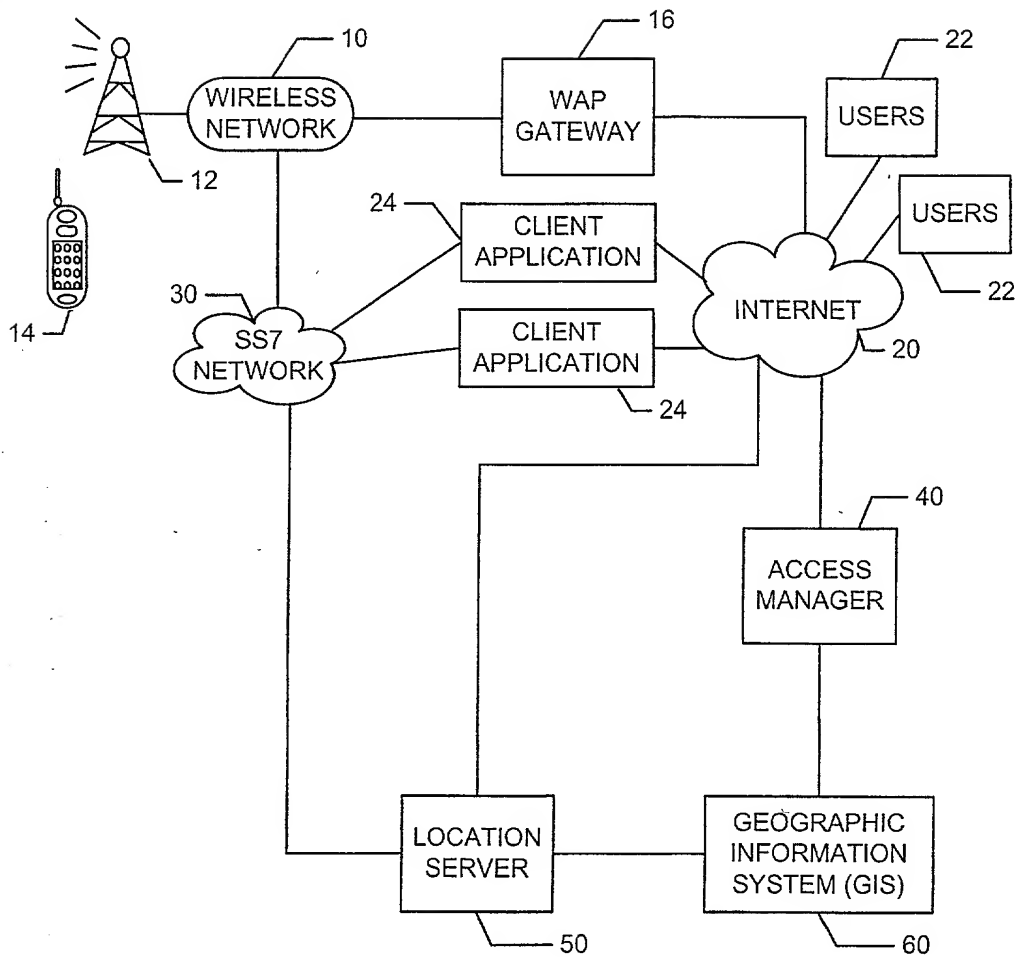 10
16
22
WIRELESS
NETWORK
WAP
GATEWAY
USERS
12
24
CLIENT
APPLICATION
USERS
22
14
30
SS7
NETWORK
CLIENT
APPLICATION
24
INTERNET
20
40
ACCESS
MANAGER
LOCATION
SERVER
50
GEOGRAPHIC
INFORMATION
SYSTEM (GIS)
60